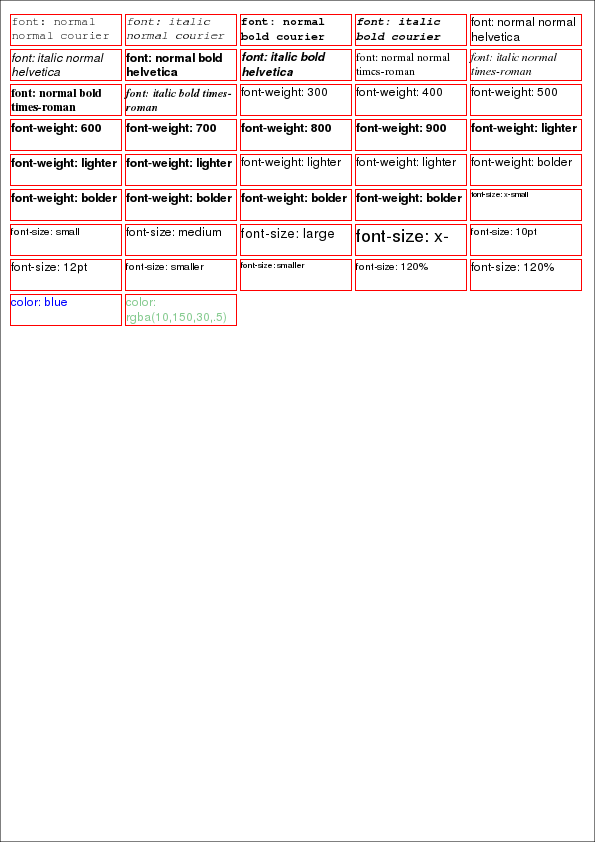 font: normal
normal courier
font: italic
normal courier
font: normal
bold courier
font: italic
bold courier
font: normal normal
helvetica
font: italic normal
helvetica
font: normal bold
helvetica
font: italic bold
helvetica
font: normal normal
times-roman
font: italic normal
times-roman
font: normal bold
times-roman
font: italic bold times-
roman
font-weight: 300
font-weight: 400
font-weight: 500
font-weight: 600
font-weight: 700
font-weight: 800
font-weight: 900
font-weight: lighter
font-weight: lighter
font-weight: lighter
font-weight: lighter
font-weight: lighter
font-weight: bolder
font-weight: bolder
font-weight: bolder
font-weight: bolder
font-weight: bolder
font-size: x-small
font-size: small
font-size: medium
font-size: large
font-size: x-
font-size: 10pt
font-size: 12pt
font-size: smaller
font-size: smaller
font-size: 120%
font-size: 120%
color: blue
color:
rgba(10,150,30,.5)